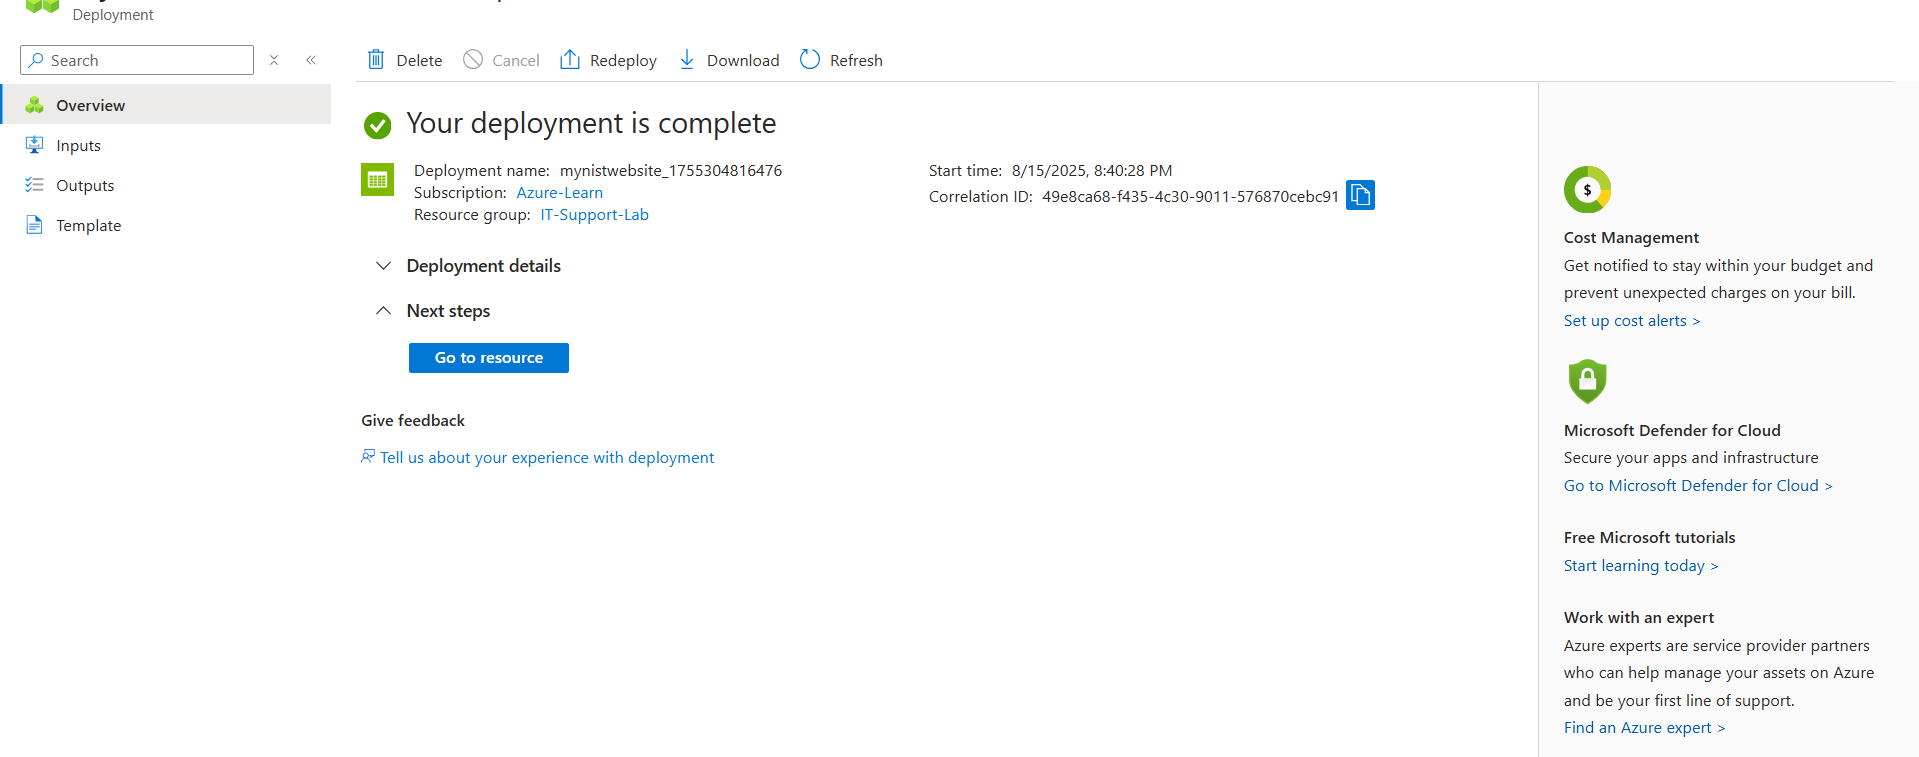 Deployment
Search
Delete Cancel Redeploy Download Refresh
Overview
Inputs
Outputs
Template
Your deployment is complete
Deployment name: mynistwebsite_1755304816476
Subscription: Azure-Learn
Resource group: IT-Support-Lab
Start time: 8/15/2025, 8:40:28 PM
Correlation ID: 49e8ca68-f435-4c30-9011-576870cebc91
Deployment details
Next steps
Go to resource
Give feedback
Tell us about your experience with deployment
$
Cost Management
Get notified to stay within your budget and
prevent unexpected charges on your bill.
Set up cost alerts >
Microsoft Defender for Cloud
Secure your apps and infrastructure
Go to Microsoft Defender for Cloud >
Free Microsoft tutorials
Start learning today >
Work with an expert
Azure experts are service provider partners
who can help manage your assets on Azure
and be your first line of support.
Find an Azure expert >